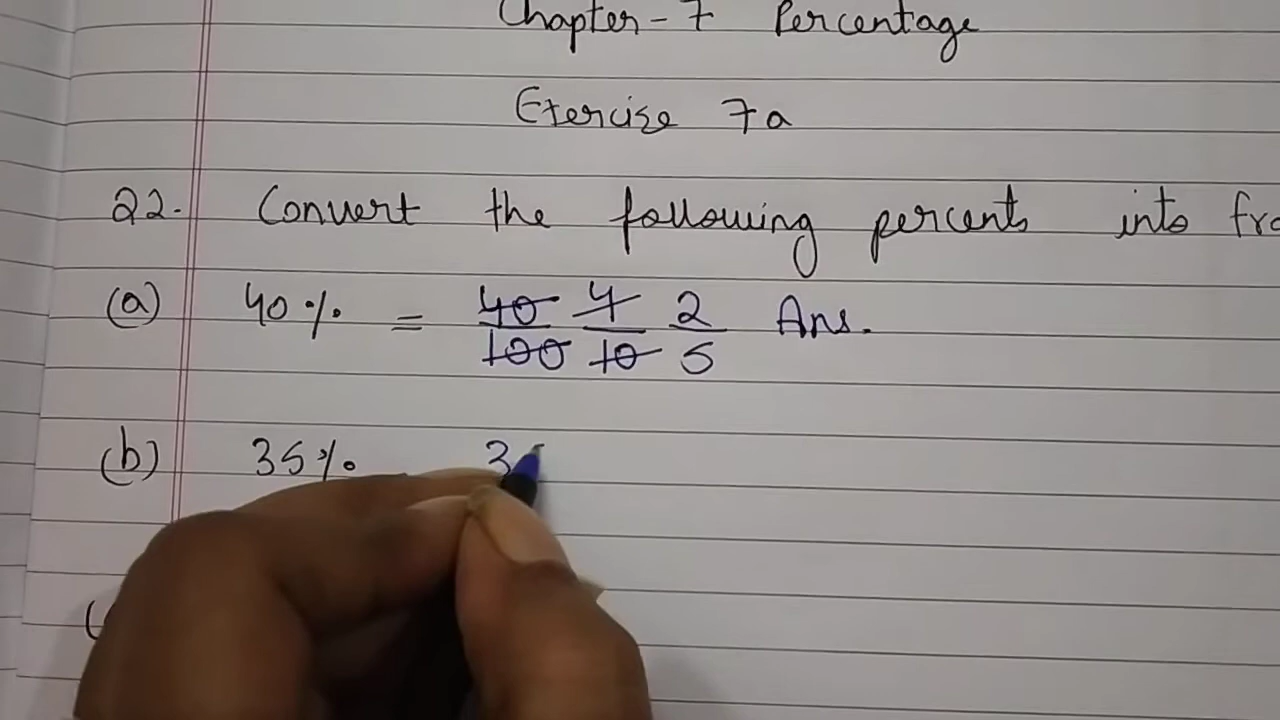 Chapter - 7 Percentage
Exercise 7a
22. Convert the following percents into fra
(a) 40% = 40/100 4/10 2/5 Ans.
(b) 35% 3
(